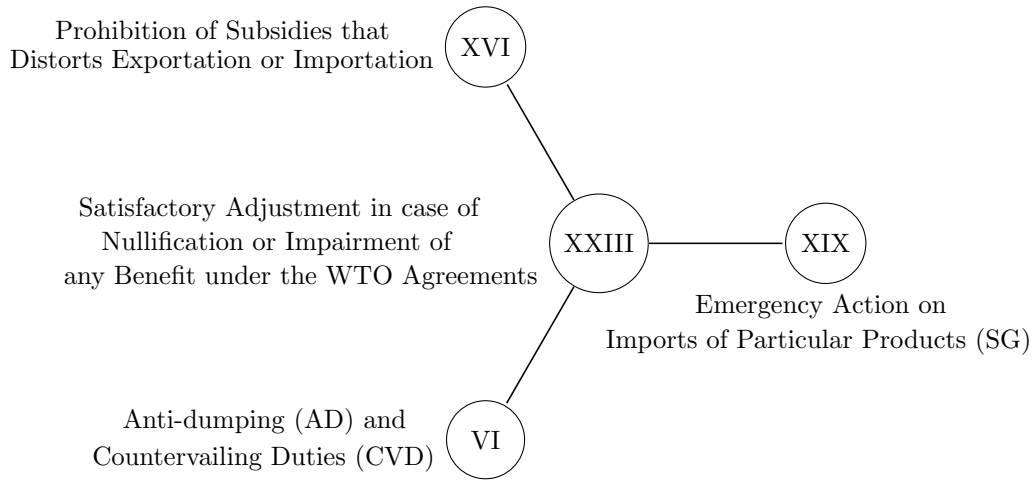 Prohibition of Subsidies that
Distorts Exportation or Importation
XVI
Satisfactory Adjustment in case of
Nullification or Impairment of
any Benefit under the WTO Agreements
XXIII
XIX
Emergency Action on
Imports of Particular Products (SG)
Anti-dumping (AD) and
Countervailing Duties (CVD)
VI